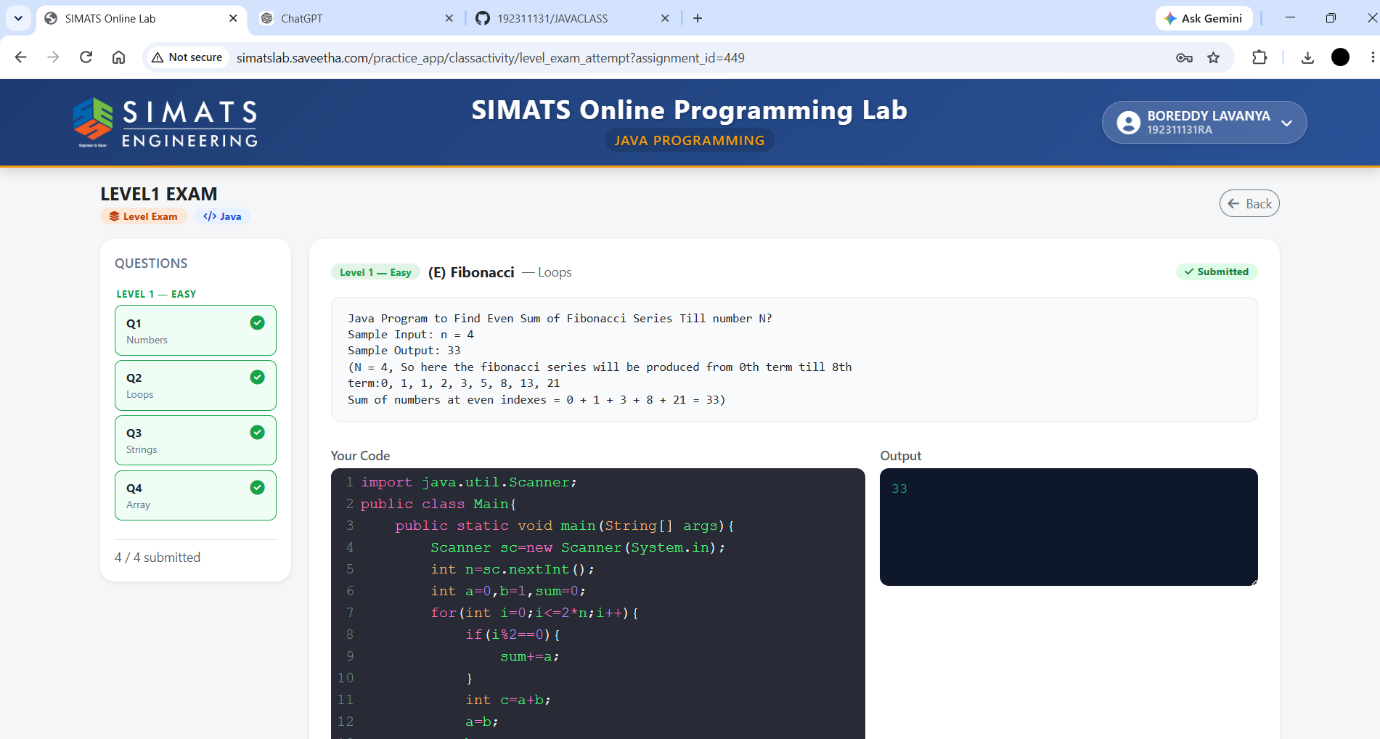 SIMATS Online Lab
ChatGPT
192311131/JAVACLASS
Ask Gemini
Not secure
simatslab.saveetha.com/practice_app/classactivity/level_exam_attempt?assignment_id=449
SIMATS
ENGINEERING
Engineer to Excel
SIMATS Online Programming Lab
JAVA PROGRAMMING
BOREDDY LAVANYA
192311131RA
LEVEL1 EXAM
Level Exam
</> Java
← Back
QUESTIONS
LEVEL 1 — EASY
Q1
Numbers
Q2
Loops
Q3
Strings
Q4
Array
4 / 4 submitted
Level 1 — Easy (E) Fibonacci — Loops
Submitted
Java Program to Find Even Sum of Fibonacci Series Till number N?
Sample Input: n = 4
Sample Output: 33
(N = 4, So here the fibonacci series will be produced from 0th term till 8th
term:0, 1, 1, 2, 3, 5, 8, 13, 21
Sum of numbers at even indexes = 0 + 1 + 3 + 8 + 21 = 33)
Your Code
1 import java.util.Scanner;
2 public class Main{
3 public static void main(String[] args){
4 Scanner sc=new Scanner(System.in);
5 int n=sc.nextInt();
6 int a=0,b=1,sum=0;
7 for(int i=0;i<=2*n;i++){
8 if(i%2==0){
9 sum+=a;
10 }
11 int c=a+b;
12 a=b;
Output
33